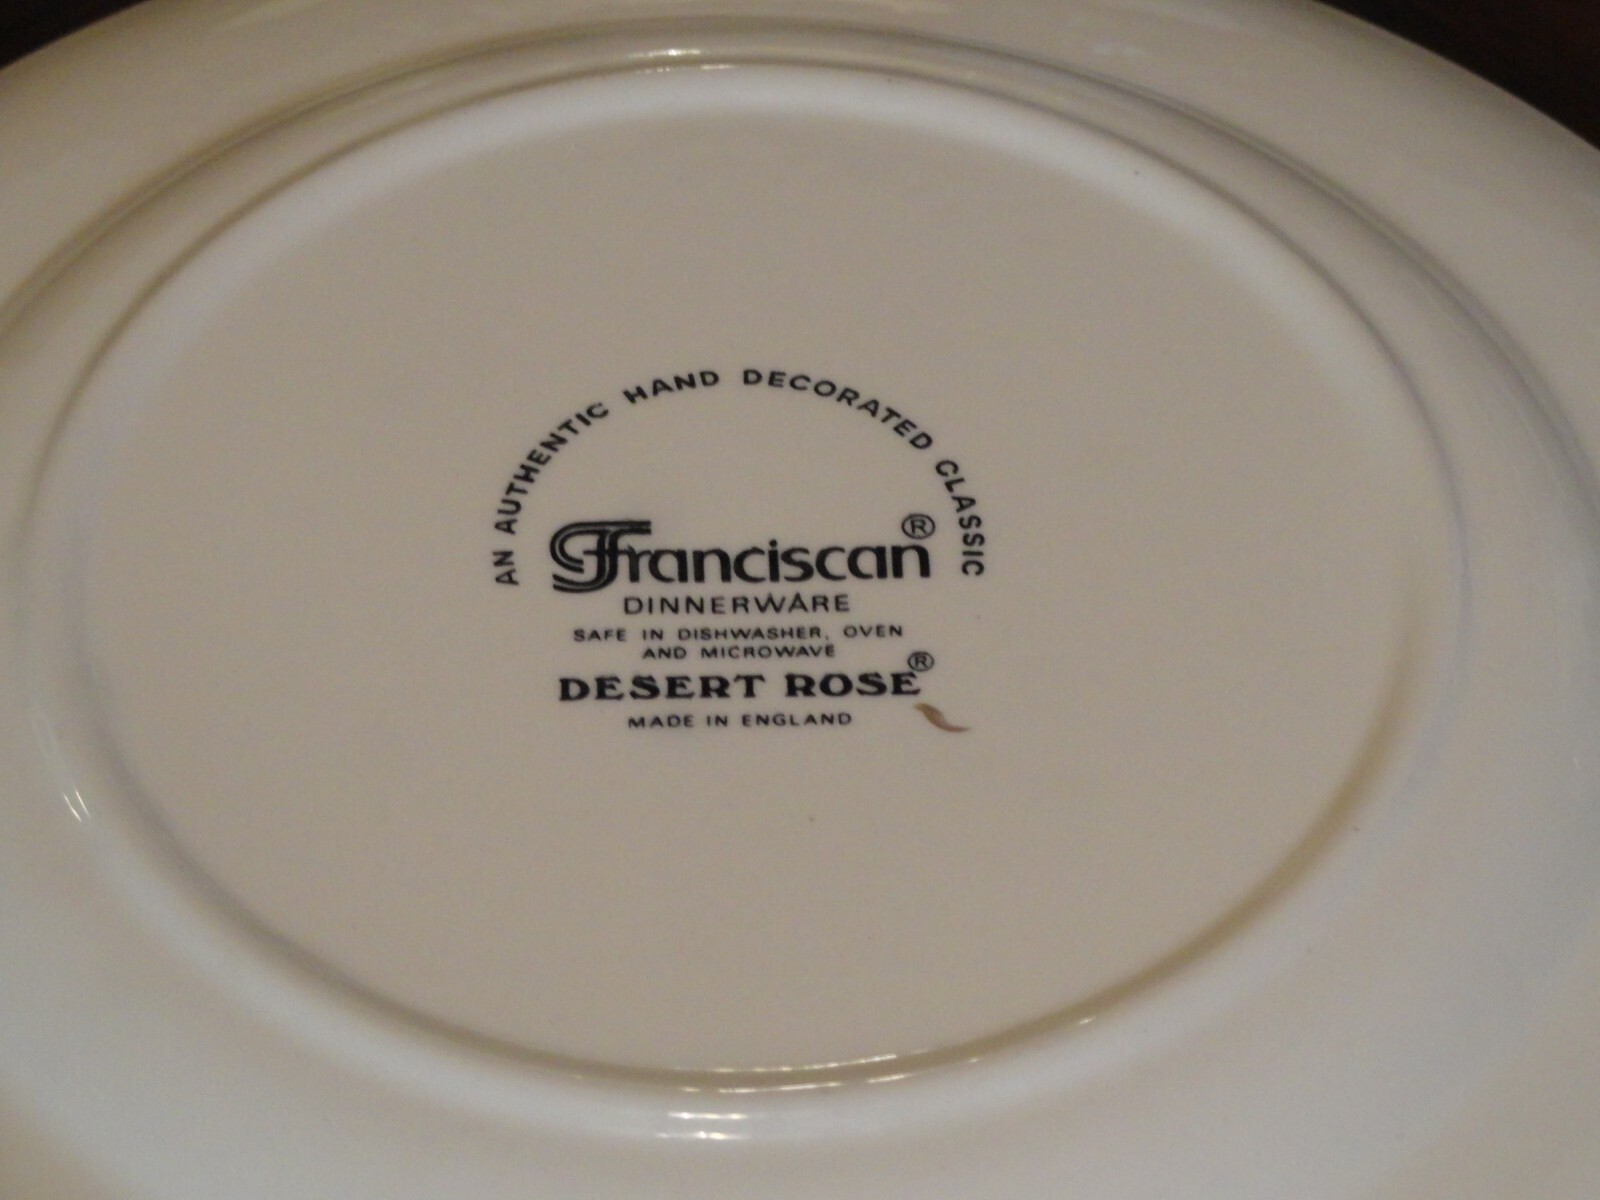 AN AUTHENTIC HAND DECORATED CLASSIC
Franciscan®
DINNERWARE
SAFE IN DISHWASHER, OVEN
AND MICROWAVE
DESERT ROSE®
MADE IN ENGLAND